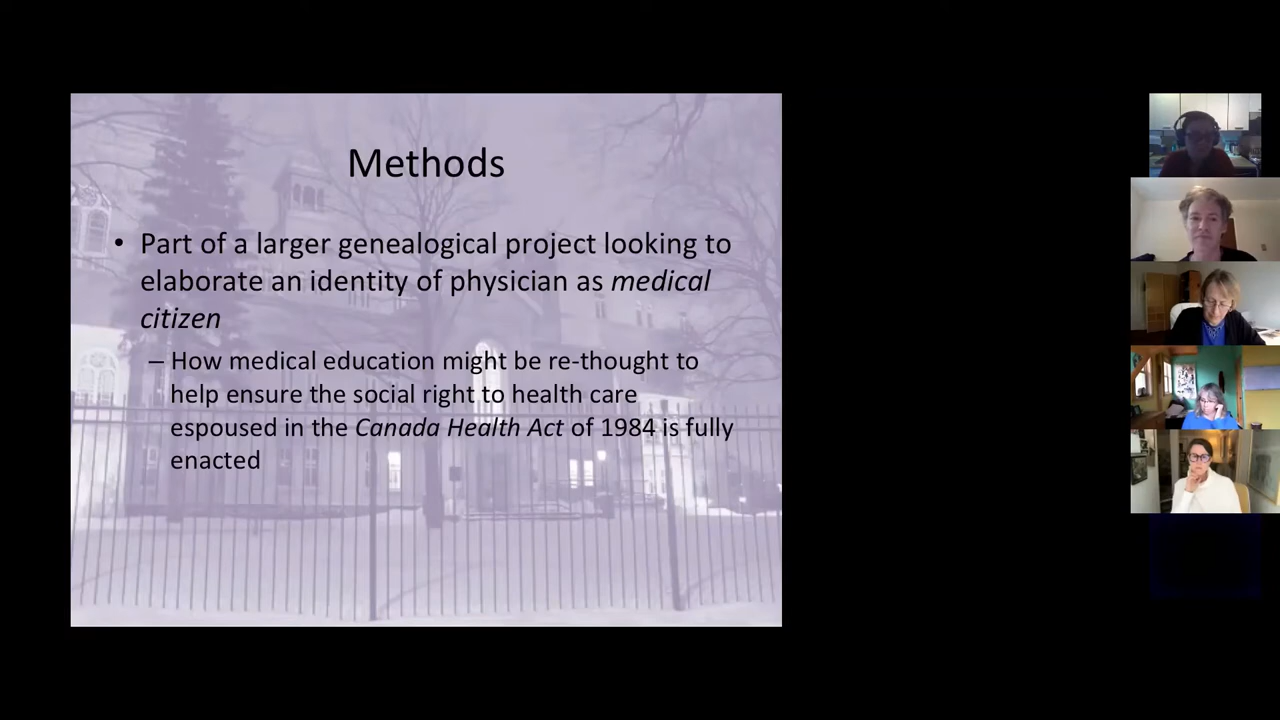 Methods
• Part of a larger genealogical project looking to
elaborate an identity of physician as medical
citizen
– How medical education might be re-thought to
help ensure the social right to health care
espoused in the Canada Health Act of 1984 is fully
enacted